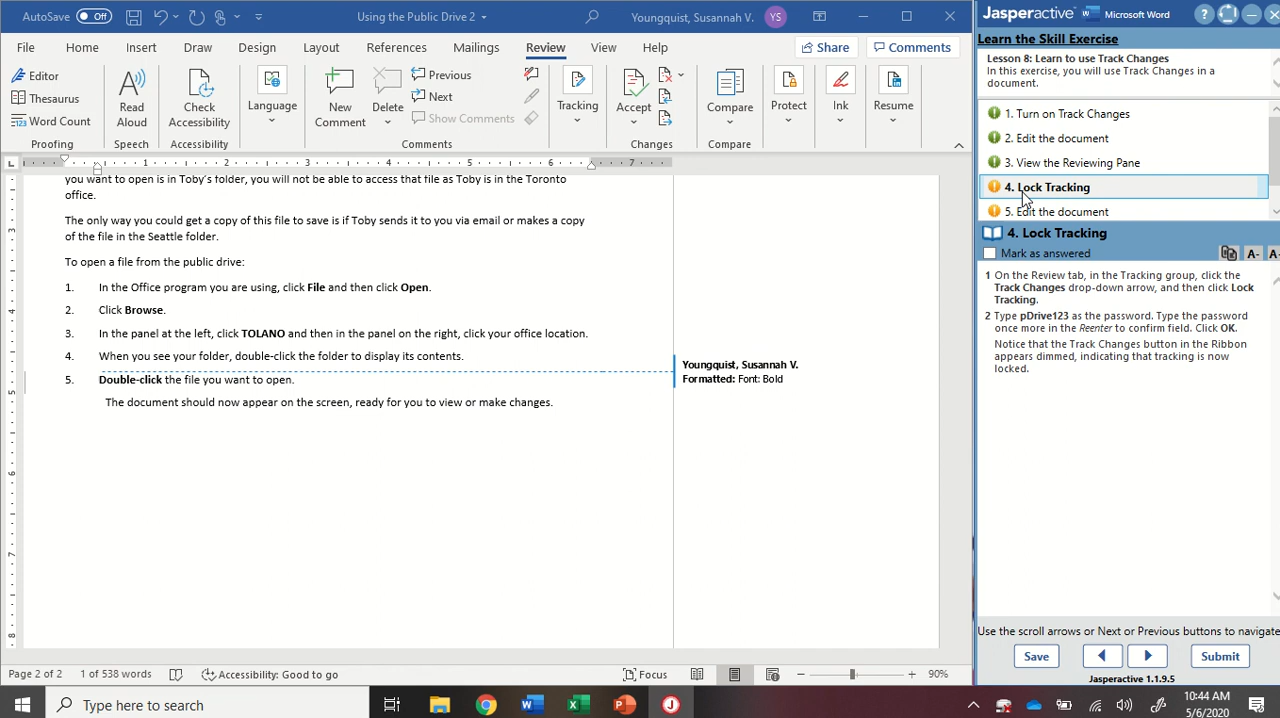 AutoSave Off Using the Public Drive 2 Youngquist, Susannah V. YS
File Home Insert Draw Design Layout References Mailings Review View Help Share Comments
Editor
Thesaurus
123 Word Count
Proofing
Read Aloud
Speech
Check Accessibility
Accessibility
Language
New Comment
Delete
Previous
Next
Show Comments
Comments
Tracking
Accept
Changes
Compare
Compare
Protect
Ink
Resume
1 2 3 4 5 6 7
you want to open is in Toby's folder, you will not be able to access that file as Toby is in the Toronto
office.
The only way you could get a copy of this file to save is if Toby sends it to you via email or makes a copy
of the file in the Seattle folder.
To open a file from the public drive:
1. In the Office program you are using, click File and then click Open.
2. Click Browse.
3. In the panel at the left, click TOLANO and then in the panel on the right, click your office location.
4. When you see your folder, double-click the folder to display its contents.
5. Double-click the file you want to open.
The document should now appear on the screen, ready for you to view or make changes.
Youngquist, Susannah V.
Formatted: Font: Bold
3
4
5
6
7
8
Page 2 of 2 1 of 538 words Accessibility: Good to go Focus 90%
Jasperactive Microsoft Word ?
Learn the Skill Exercise
Lesson 8: Learn to use Track Changes
In this exercise, you will use Track Changes in a
document.
1. Turn on Track Changes
2. Edit the document
3. View the Reviewing Pane
4. Lock Tracking
5. Edit the document
4. Lock Tracking
Mark as answered A- A
1 On the Review tab, in the Tracking group, click the
Track Changes drop-down arrow, and then click Lock
Tracking.
2 Type pDrive123 as the password. Type the password
once more in the Reenter to confirm field. Click OK.
Notice that the Track Changes button in the Ribbon
appears dimmed, indicating that tracking is now
locked.
Use the scroll arrows or Next or Previous buttons to navigate
Save Submit
Jasperactive 1.1.9.5
Type here to search
10:44 AM
5/6/2020